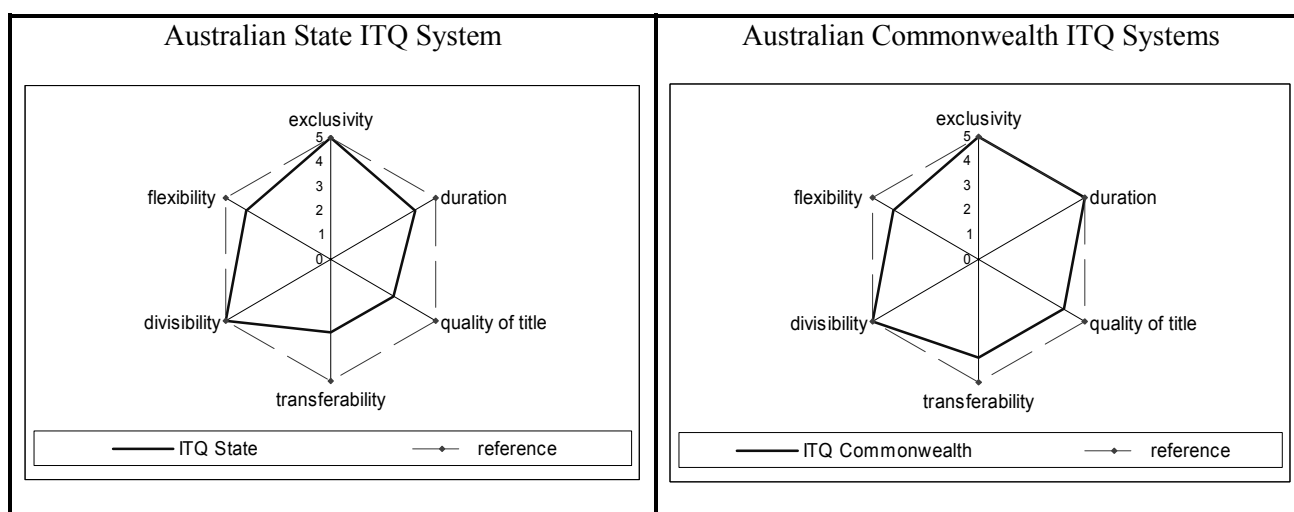 Australian State ITQ System
exclusivity
5
4
3
2
1
0
flexibility
duration
divisibility
quality of title
transferability
ITQ State
reference
Australian Commonwealth ITQ Systems
exclusivity
5
4
3
2
1
0
flexibility
duration
divisibility
quality of title
transferability
ITQ Commonwealth
reference